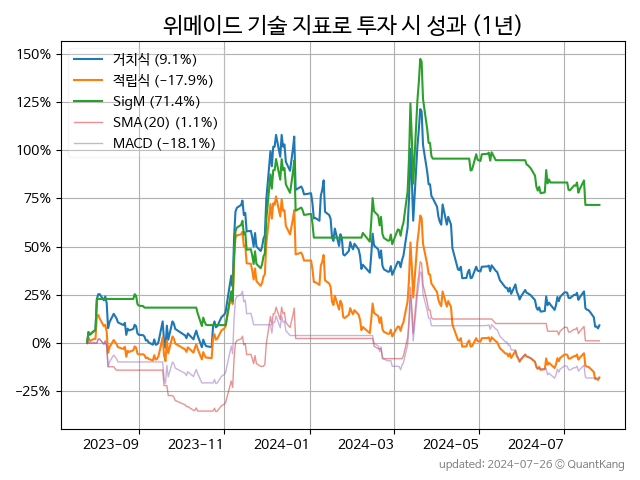 위메이드 기술 지표로 투자 시 성과 (1년)
거치식 (9.1%)
적립식 (−17.9%)
SigM (71.4%)
SMA(20) (1.1%)
MACD (−18.1%)
150%
125%
100%
75%
50%
25%
0%
−25%
2023−09 2023−11 2024−01 2024−03 2024−05 2024−07
updated: 2024−07−26 © QuantKang